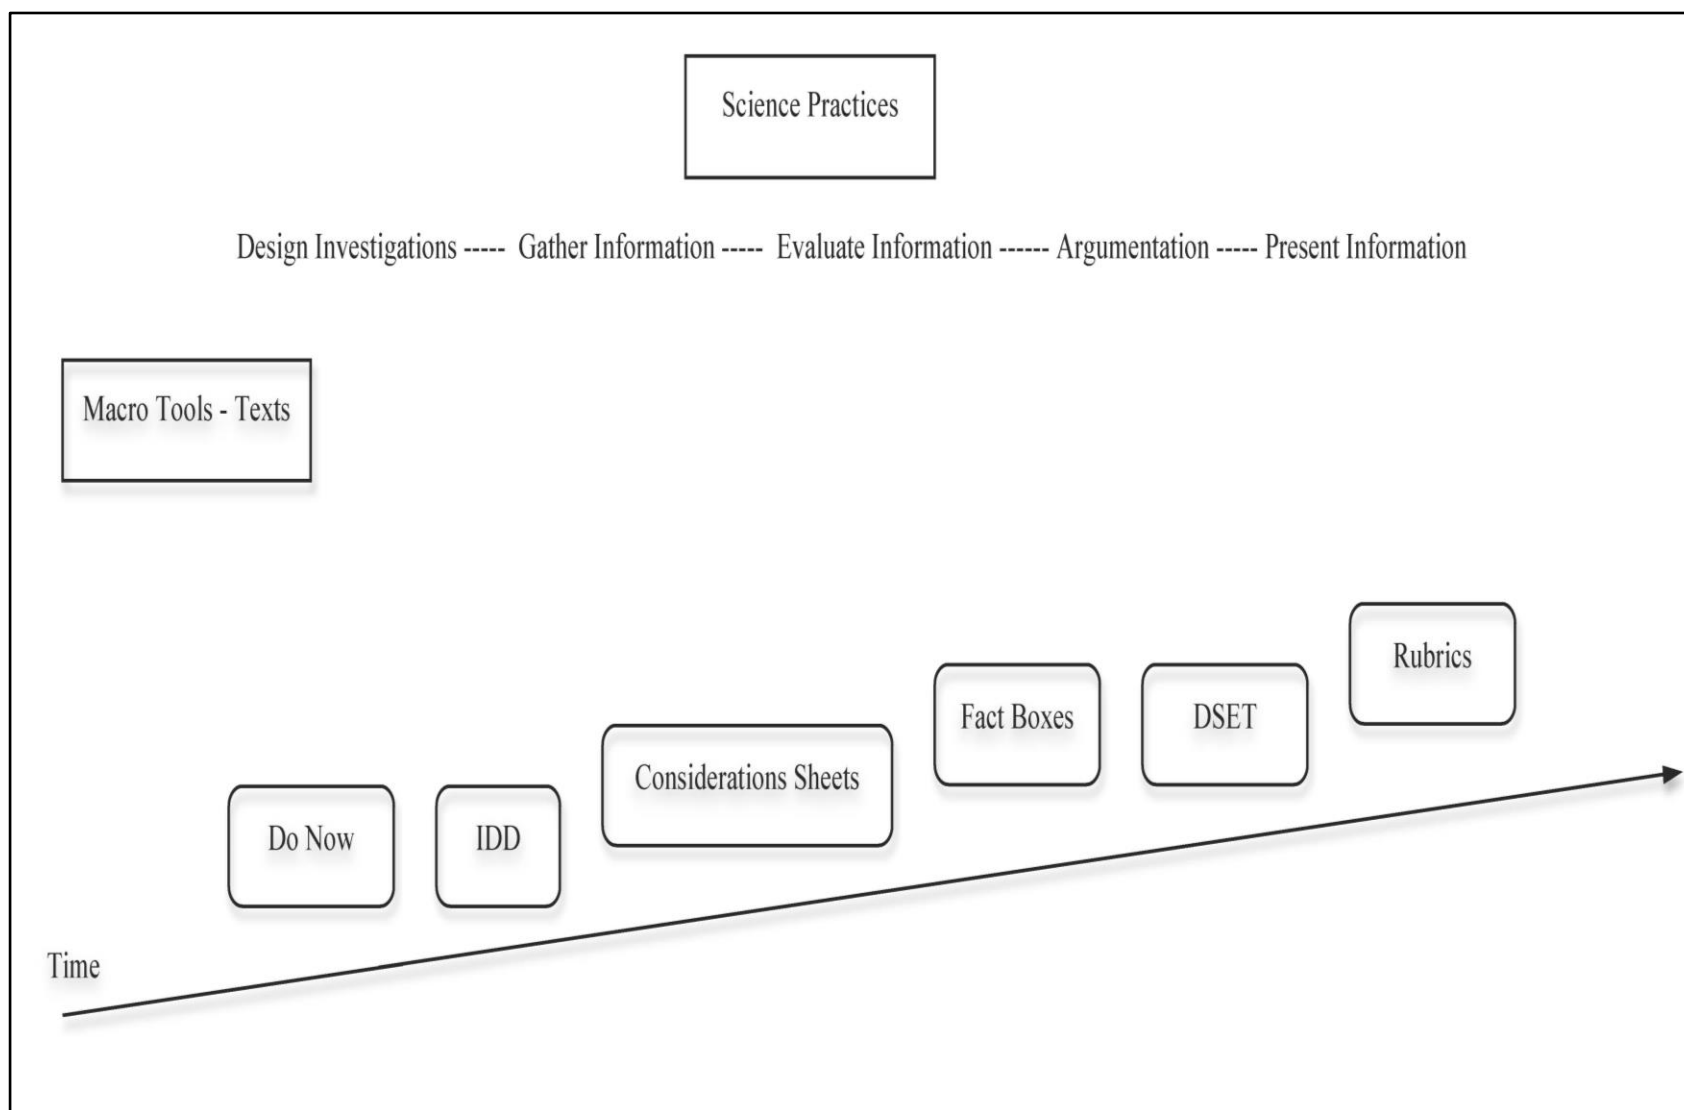 Science Practices
Design Investigations ----- Gather Information ----- Evaluate Information ------ Argumentation ----- Present Information
Macro Tools - Texts
Rubrics
Fact Boxes
DSET
Considerations Sheets
Do Now
IDD
Time